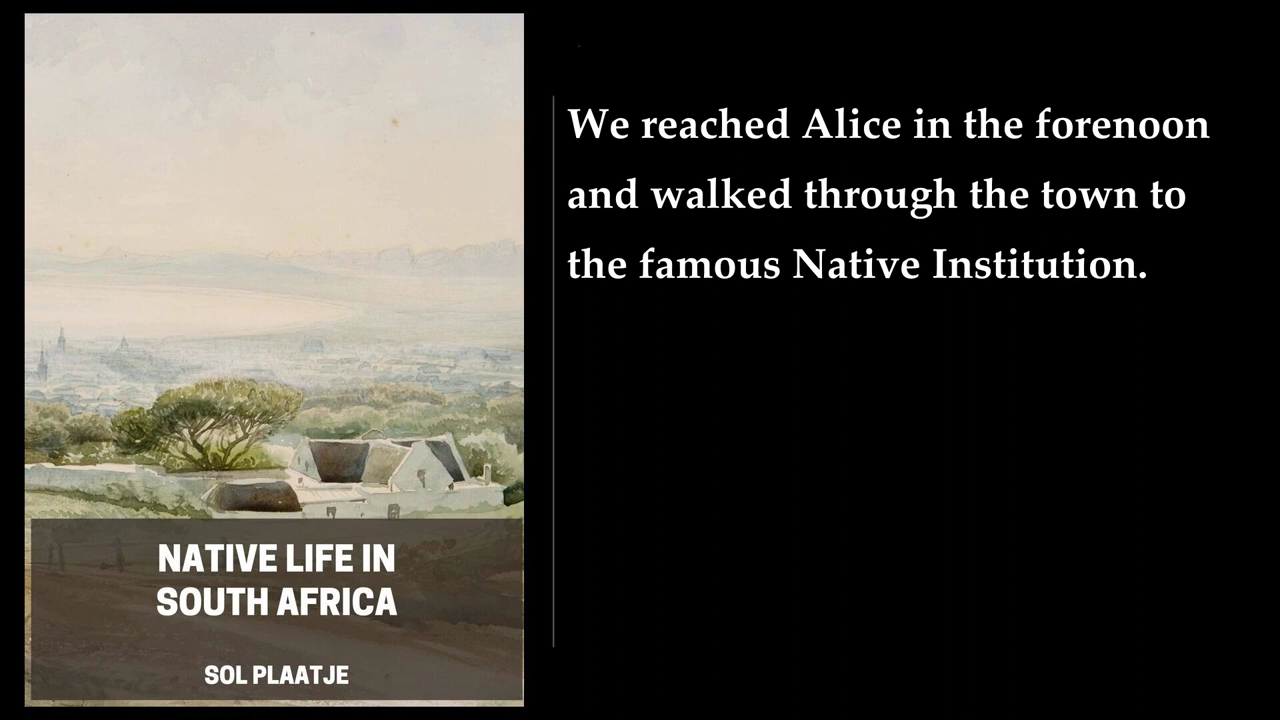 We reached Alice in the forenoon
and walked through the town to
the famous Native Institution.
NATIVE LIFE IN
SOUTH AFRICA
SOL PLAATJE